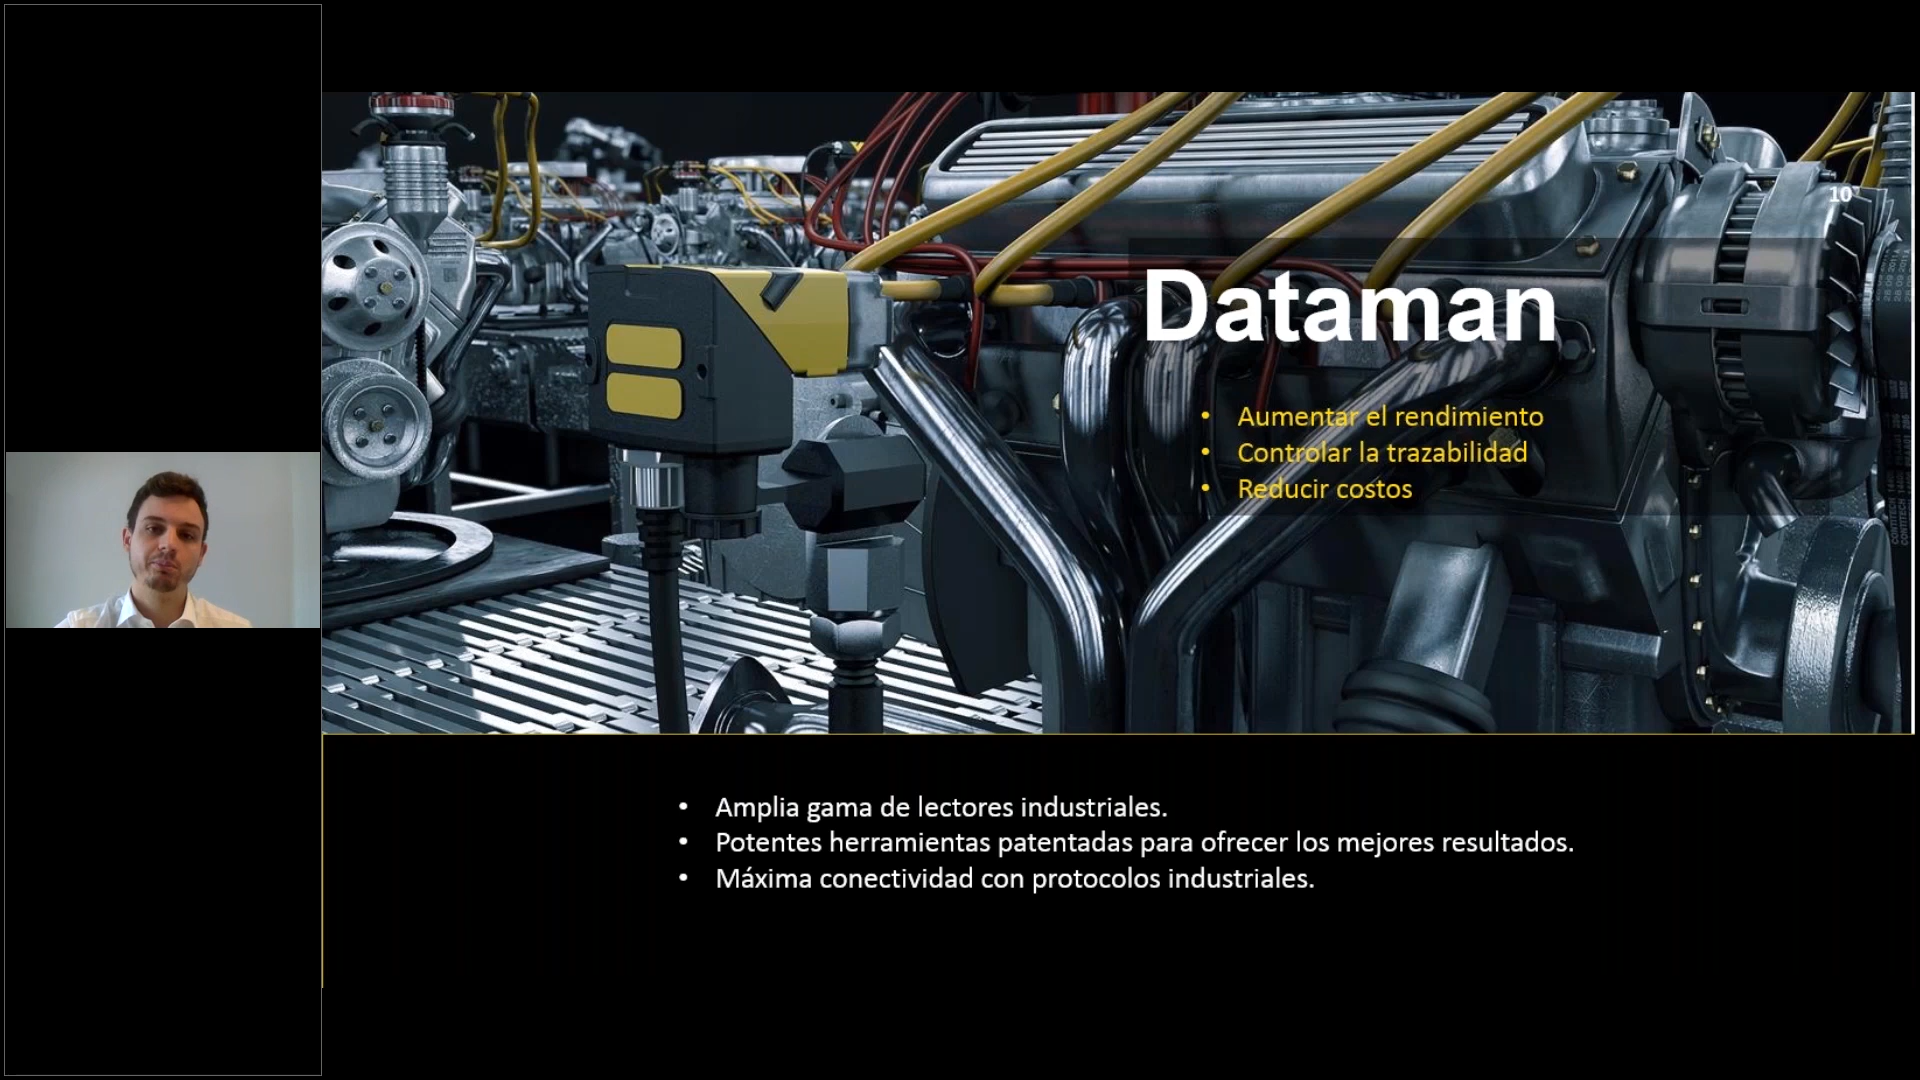 10
Dataman
• Aumentar el rendimiento
• Controlar la trazabilidad
• Reducir costos
• Amplia gama de lectores industriales.
• Potentes herramientas patentadas para ofrecer los mejores resultados.
• Máxima conectividad con protocolos industriales.